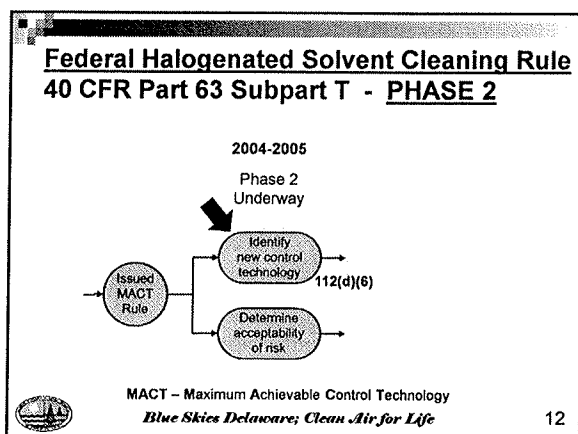 Federal Halogenated Solvent Cleaning Rule
40 CFR Part 63 Subpart T - PHASE 2
2004-2005
Phase 2
Underway
Identify
new control
technology
112(d)(6)
Issued
MACT
Rule
Determine
acceptability
of risk
MACT – Maximum Achievable Control Technology
Blue Skies Delaware; Clean Air for Life
12